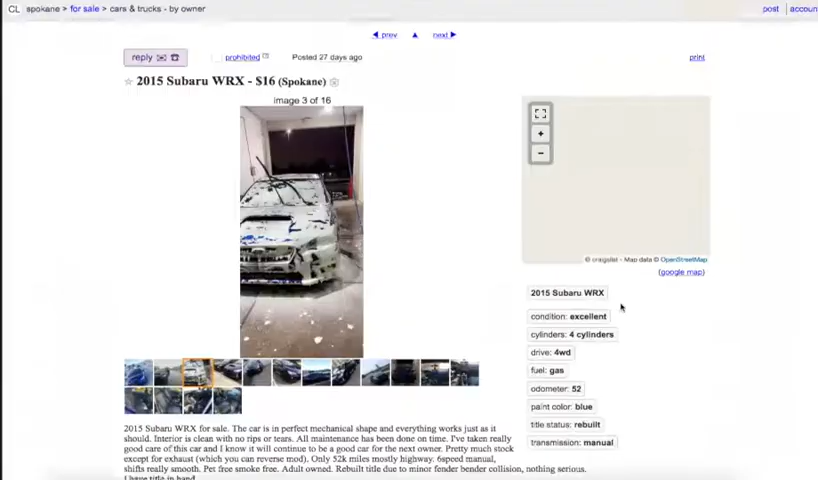 CL spokane > for sale > cars & trucks - by owner post accoun
prev next
reply prohibited Posted 27 days ago print
2015 Subaru WRX - $16 (Spokane)
image 3 of 16
+
−
© craigslist - Map data © OpenStreetMap
(google map)
2015 Subaru WRX
condition: excellent
cylinders: 4 cylinders
drive: 4wd
fuel: gas
odometer: 52
paint color: blue
title status: rebuilt
transmission: manual
2015 Subaru WRX for sale. The car is in perfect mechanical shape and everything works just as it
should. Interior is clean with no rips or tears. All maintenance has been done on time. I've taken really
good care of this car and I know it will continue to be a good car for the next owner. Pretty much stock
except for exhaust (which you can reverse mod). Only 52k miles mostly highway. 6speed manual,
shifts really smooth. Pet free smoke free. Adult owned. Rebuilt title due to minor fender bender collision, nothing serious.
I have title in hand